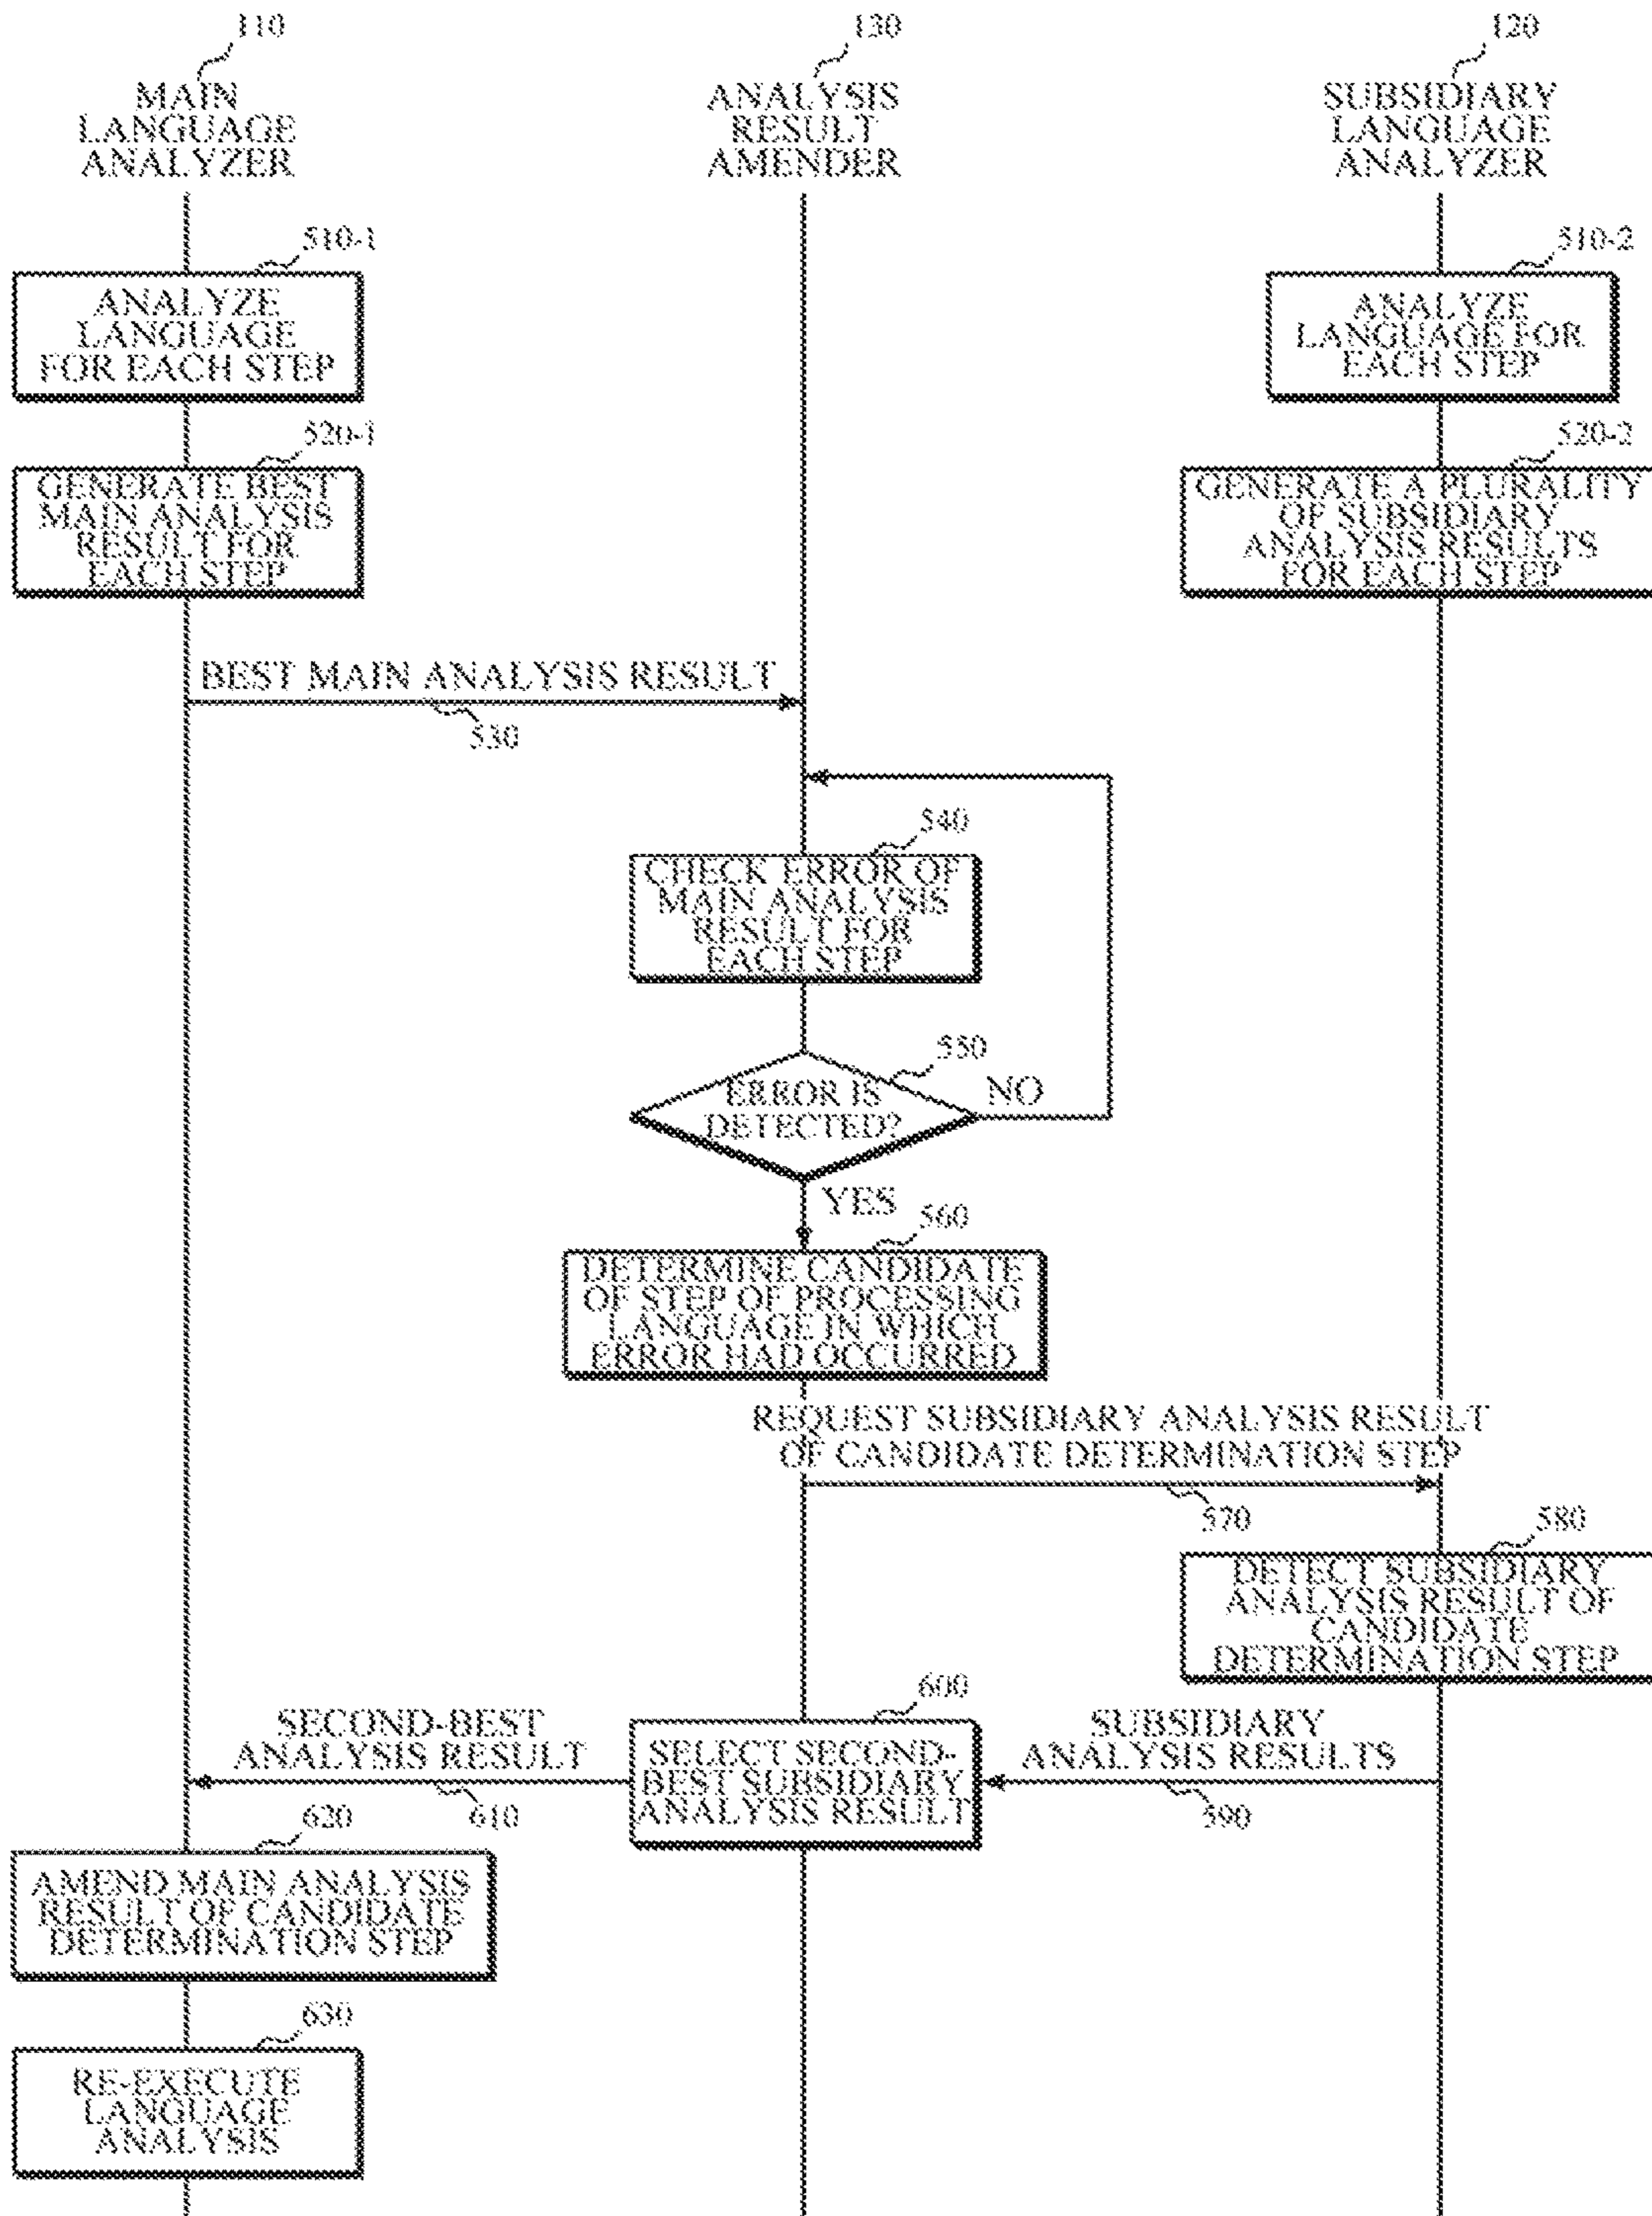 110
130
120
MAIN
LANGUAGE
ANALYZER
ANALYSIS
RESULT
AMENDER
SUBSIDIARY
LANGUAGE
ANALYZER
510-1
510-2
ANALYZE
LANGUAGE
FOR EACH STEP
ANALYZE
LANGUAGE FOR
EACH STEP
520-1
520-2
GENERATE BEST
MAIN ANALYSIS
RESULT FOR
EACH STEP
GENERATE A PLURALITY
OF SUBSIDIARY
ANALYSIS RESULTS
FOR EACH STEP
BEST MAIN ANALYSIS RESULT
530
540
CHECK ERROR OF
MAIN ANALYSIS
RESULT FOR
EACH STEP
550
ERROR IS
DETECTED?
NO
YES
560
DETERMINE CANDIDATE
OF STEP OF PROCESSING
LANGUAGE IN WHICH
ERROR HAD OCCURRED
REQUEST SUBSIDIARY ANALYSIS RESULT
OF CANDIDATE DETERMINATION STEP
570
580
DETECT SUBSIDIARY
ANALYSIS RESULT OF
CANDIDATE
DETERMINATION STEP
600
SECOND-BEST
ANALYSIS RESULT
SELECT SECOND-
BEST SUBSIDIARY
ANALYSIS RESULT
SUBSIDIARY
ANALYSIS RESULTS
610
590
620
AMEND MAIN ANALYSIS
RESULT OF CANDIDATE
DETERMINATION STEP
630
RE-EXECUTE
LANGUAGE
ANALYSIS